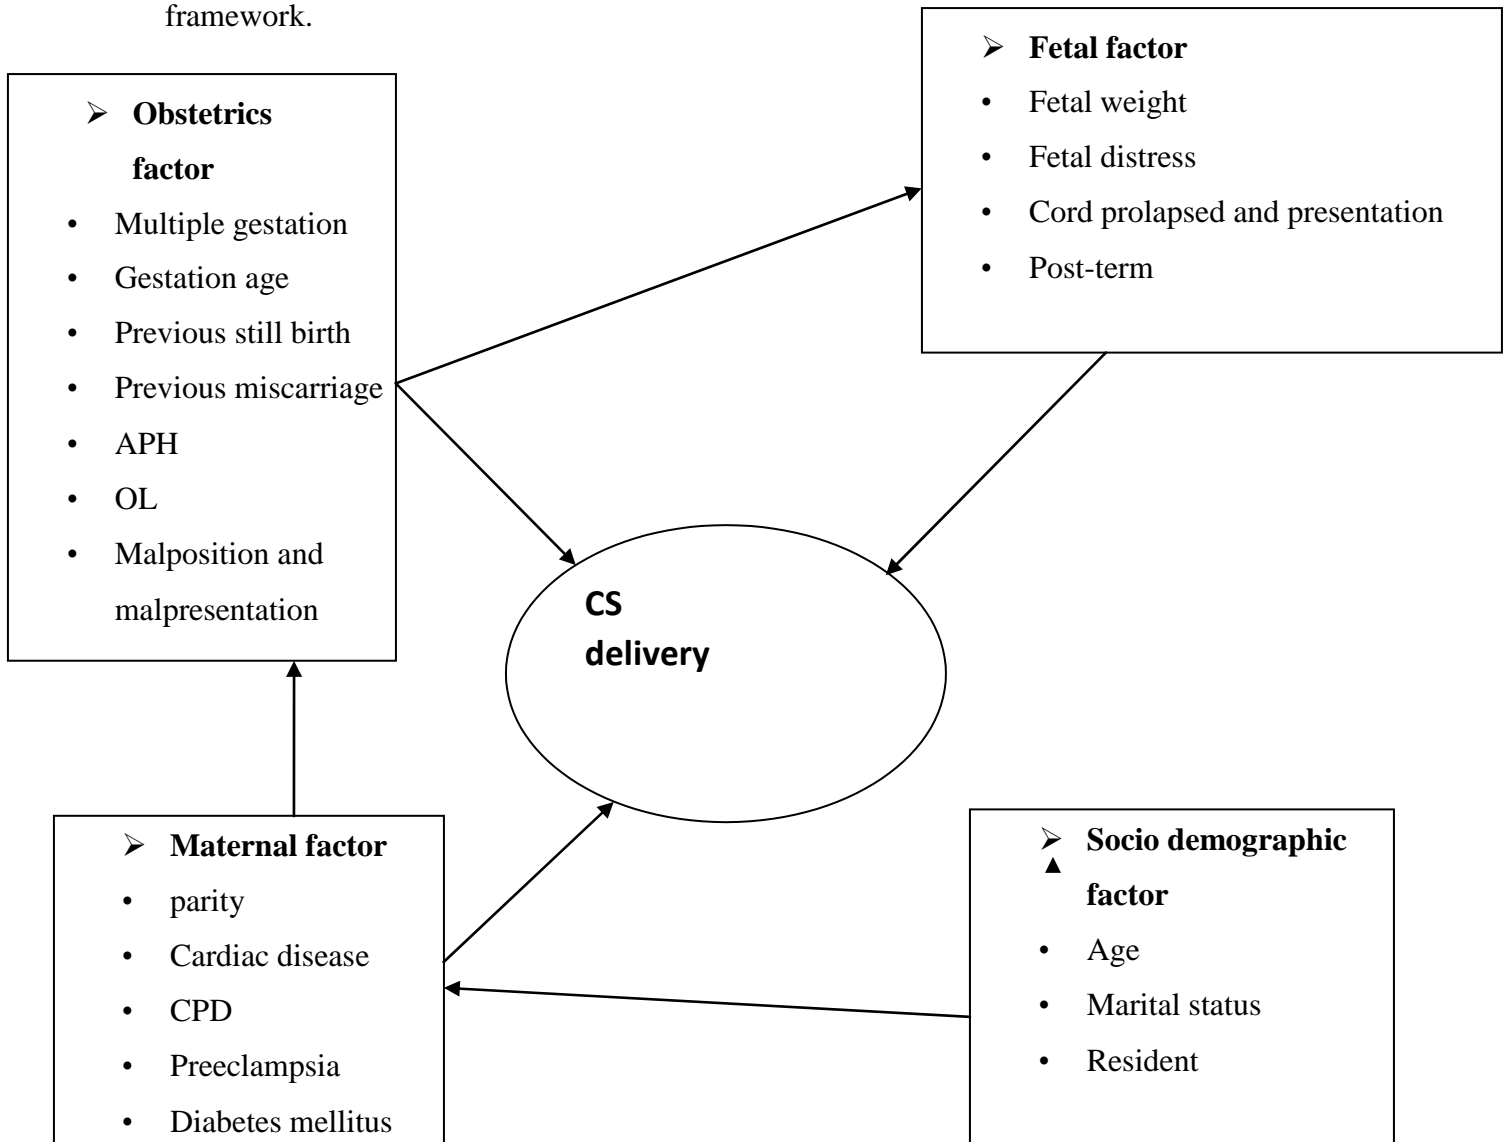 framework.
➢ Obstetrics
factor
• Multiple gestation
• Gestation age
• Previous still birth
• Previous miscarriage
• APH
• OL
• Malposition and
malpresentation
➢ Fetal factor
• Fetal weight
• Fetal distress
• Cord prolapsed and presentation
• Post-term
CS
delivery
➢ Maternal factor
• parity
• Cardiac disease
• CPD
• Preeclampsia
• Diabetes mellitus
➢ Socio demographic
factor
• Age
• Marital status
• Resident